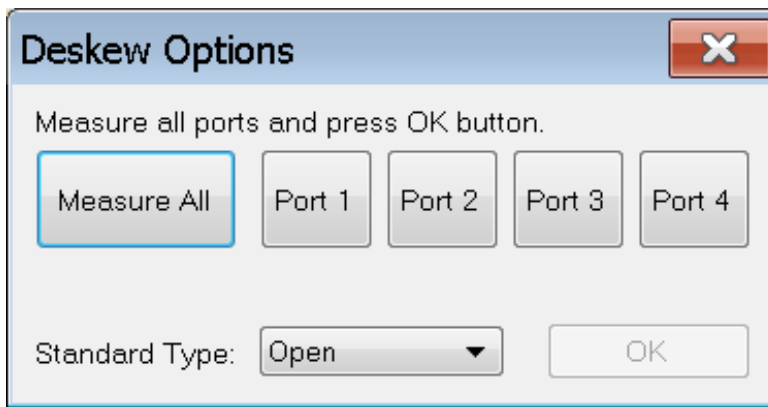 Deskew Options
Measure all ports and press OK button.
Measure All Port 1 Port 2 Port 3 Port 4
Standard Type: Open OK